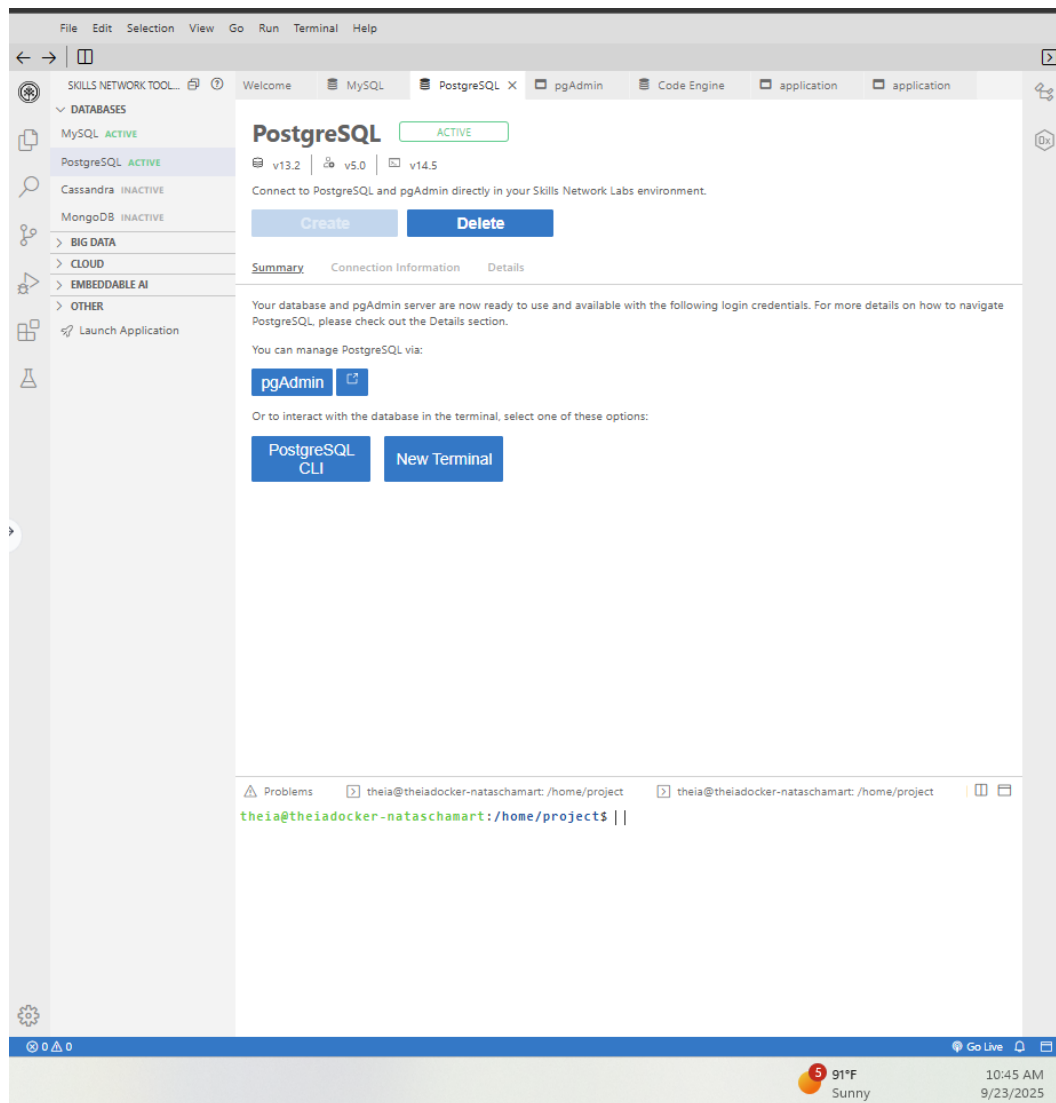 File Edit Selection View Go Run Terminal Help
SKILLS NETWORK TOOL...
Welcome MySQL PostgreSQL pgAdmin Code Engine application application
DATABASES
MySQL ACTIVE
PostgreSQL ACTIVE
Cassandra INACTIVE
MongoDB INACTIVE
BIG DATA
CLOUD
EMBEDDABLE AI
OTHER
Launch Application
PostgreSQL ACTIVE
v13.2 v5.0 v14.5
Connect to PostgreSQL and pgAdmin directly in your Skills Network Labs environment.
Create Delete
Summary Connection Information Details
Your database and pgAdmin server are now ready to use and available with the following login credentials. For more details on how to navigate
PostgreSQL, please check out the Details section.
You can manage PostgreSQL via:
pgAdmin
Or to interact with the database in the terminal, select one of these options:
PostgreSQL
CLI
New Terminal
Problems theia@theiadocker-nataschamart: /home/project theia@theiadocker-nataschamart: /home/project
theia@theiadocker-nataschamart:/home/project$
0 0
Go Live
5
91°F
Sunny
10:45 AM
9/23/2025